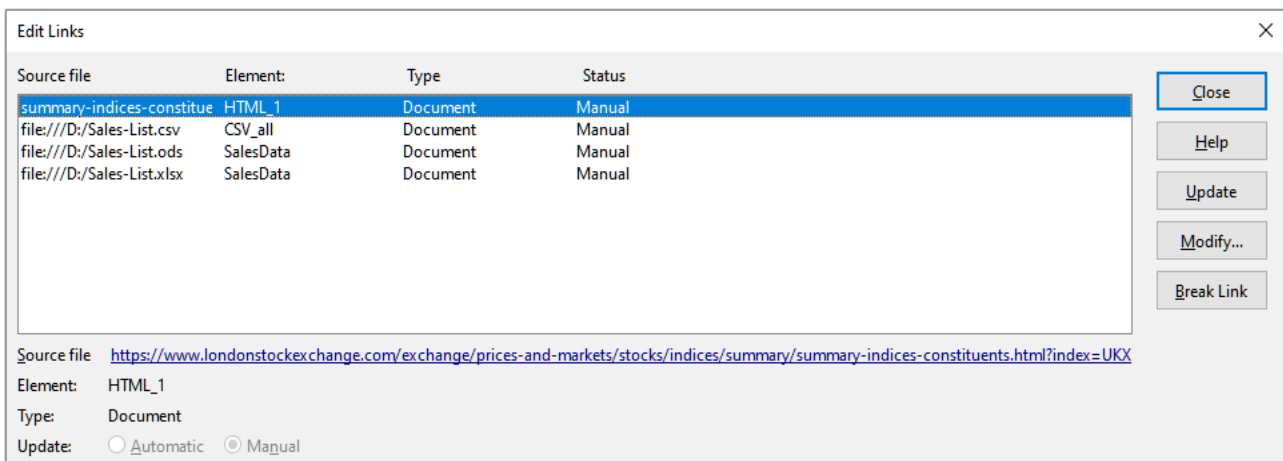 Edit Links
Source file Element: Type Status
summary-indices-constitue HTML_1 Document Manual
file:///D:/Sales-List.csv CSV_all Document Manual
file:///D:/Sales-List.ods SalesData Document Manual
file:///D:/Sales-List.xlsx SalesData Document Manual
Close
Help
Update
Modify...
Break Link
Source file https://www.londonstockexchange.com/exchange/prices-and-markets/stocks/indices/summary/summary-indices-constituents.html?index=UKX
Element: HTML_1
Type: Document
Update: Automatic Manual